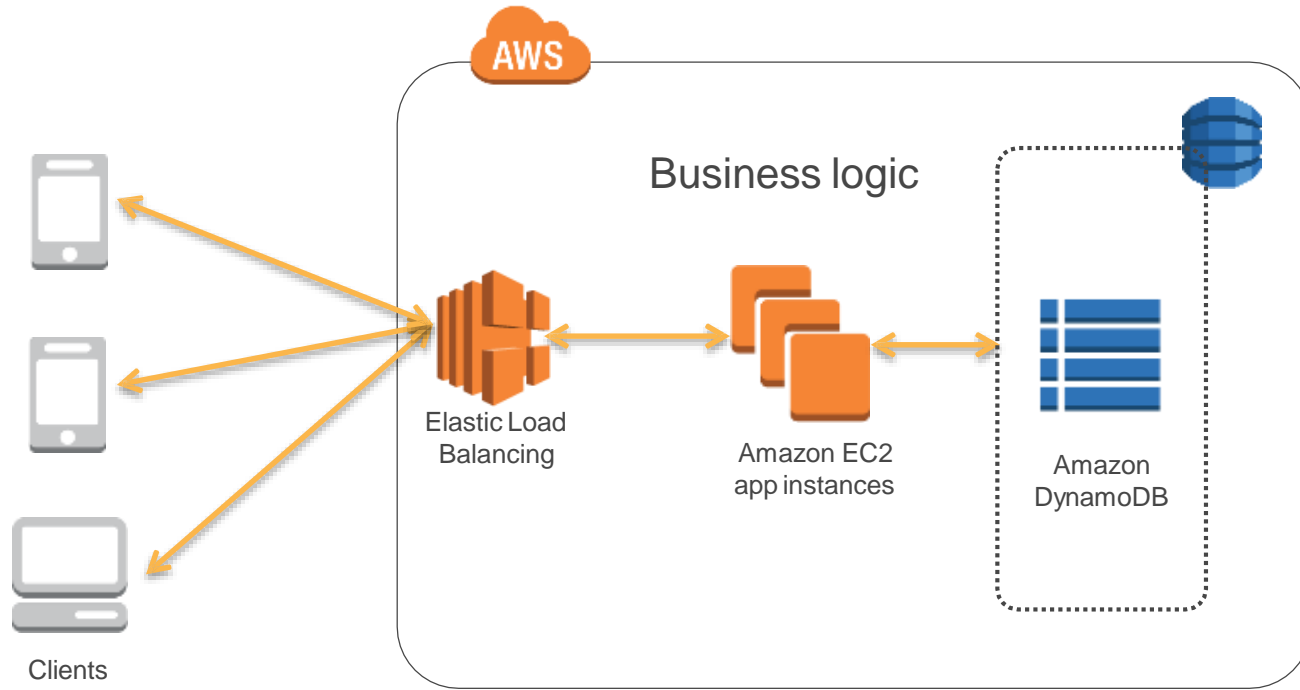 AWS
Business logic
Elastic Load
Balancing
Amazon EC2
app instances
Amazon
DynamoDB
Clients